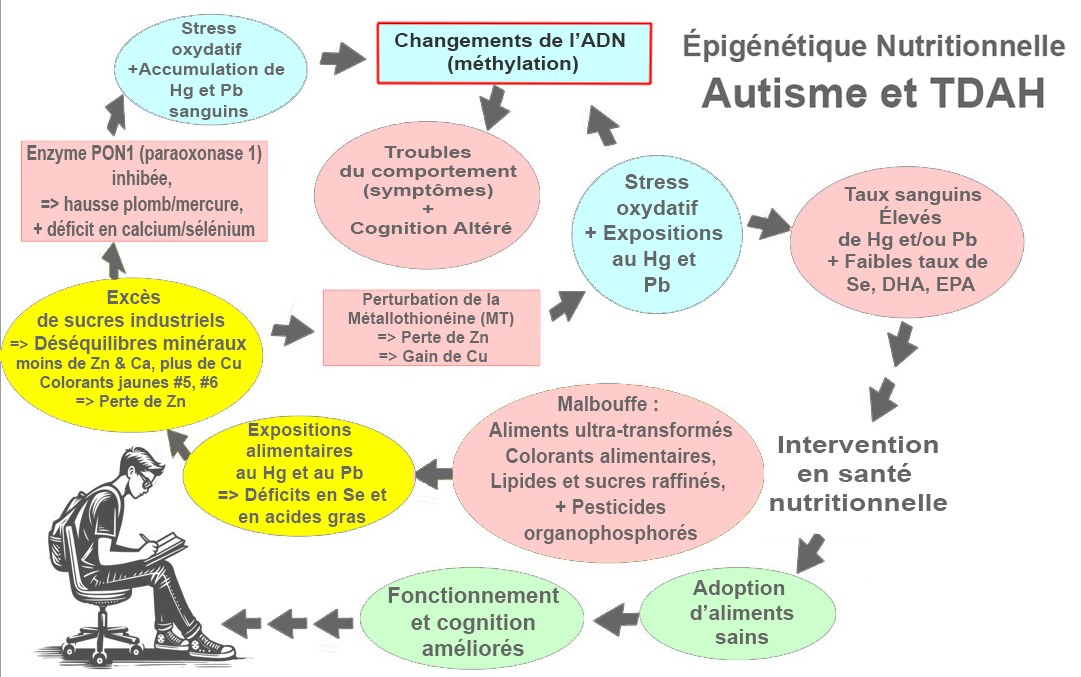 Épigénétique Nutritionnelle
Autisme et TDAH
Stress
oxydatif
+Accumulation de
Hg et Pb
sanguins
Changements de l’ADN
(méthylation)
Enzyme PON1 (paraoxonase 1)
inhibée,
=> hausse plomb/mercure,
+ déficit en calcium/sélénium
Troubles
du comportement
(symptômes)
+
Cognition Altéré
Stress
oxydatif
+ Expositions
au Hg et
Pb
Taux sanguins
Élevés
de Hg et/ou Pb
+ Faibles taux de
Se, DHA, EPA
Excès
de sucres industriels
=> Déséquilibres minéraux
moins de Zn & Ca, plus de Cu
Colorants jaunes #5, #6
=> Perte de Zn
Perturbation de la
Métallothionéine (MT)
=> Perte de Zn
=> Gain de Cu
Expositions
alimentaires
au Hg et au Pb
=> Déficits en Se et
en acides gras
Malbouffe :
Aliments ultra-transformés
Colorants alimentaires,
Lipides et sucres raffinés,
+ Pesticides
organophosphorés
Intervention
en santé
nutritionnelle
Adoption
d’aliments
sains
Fonctionnement
et cognition
améliorés